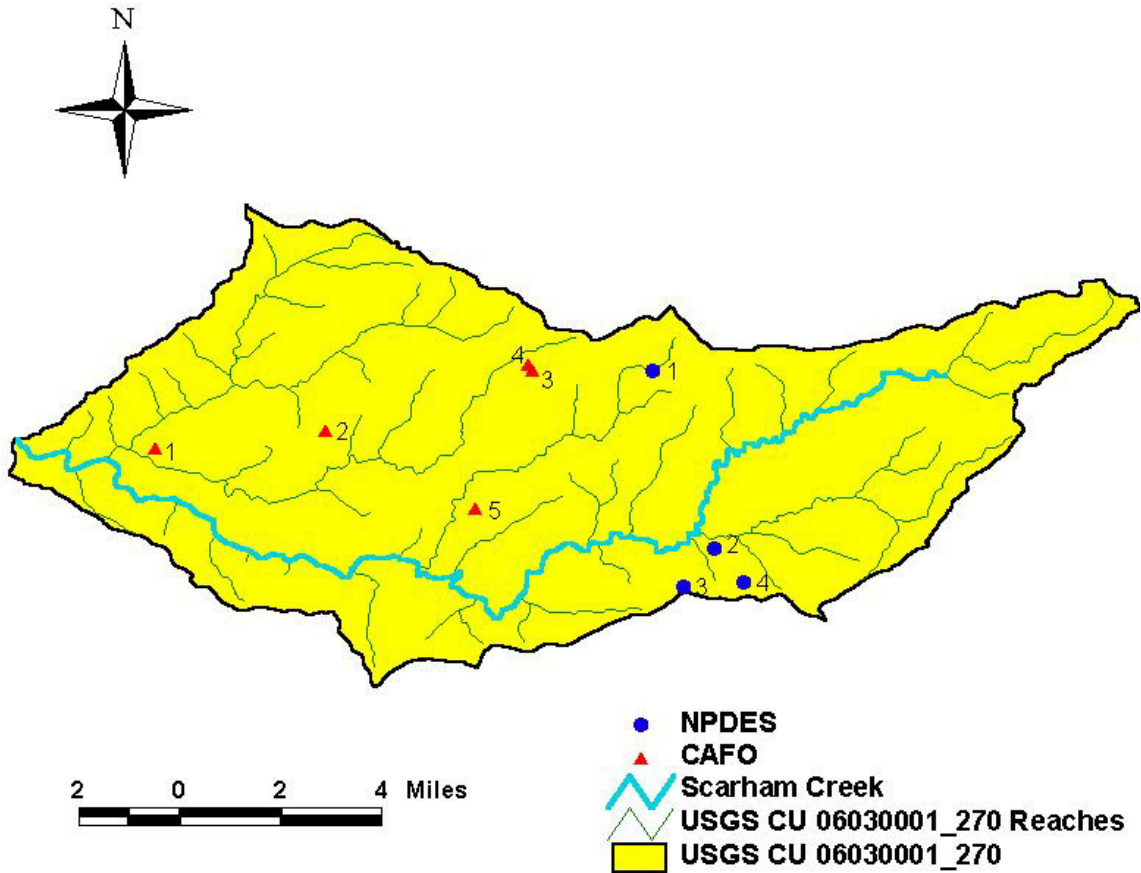 N
4
3
1
2
1
5
2
3
4
NPDES
CAFO
Scarham Creek
USGS CU 06030001_270 Reaches
USGS CU 06030001_270
2 0 2 4 Miles